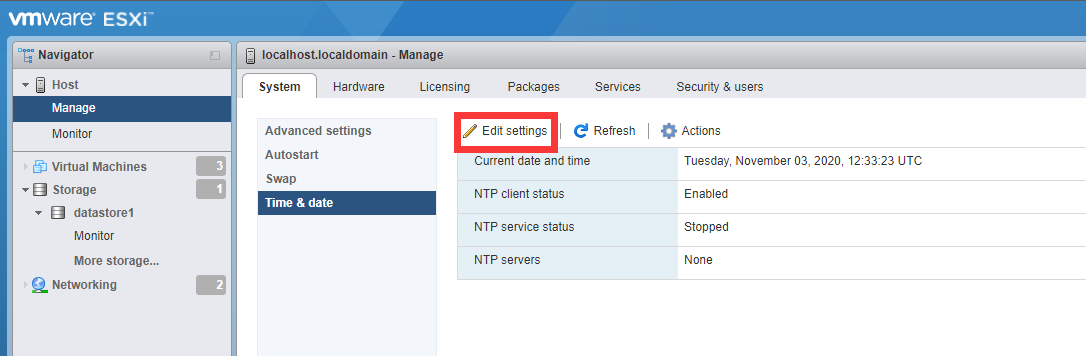 vmware ESXi™
Navigator
Host
Manage
Monitor
Virtual Machines 3
Storage 1
datastore1
Monitor
More storage...
Networking 2
localhost.localdomain - Manage
System Hardware Licensing Packages Services Security & users
Advanced settings
Autostart
Swap
Time & date
Edit settings Refresh Actions
Current date and time Tuesday, November 03, 2020, 12:33:23 UTC
NTP client status Enabled
NTP service status Stopped
NTP servers None